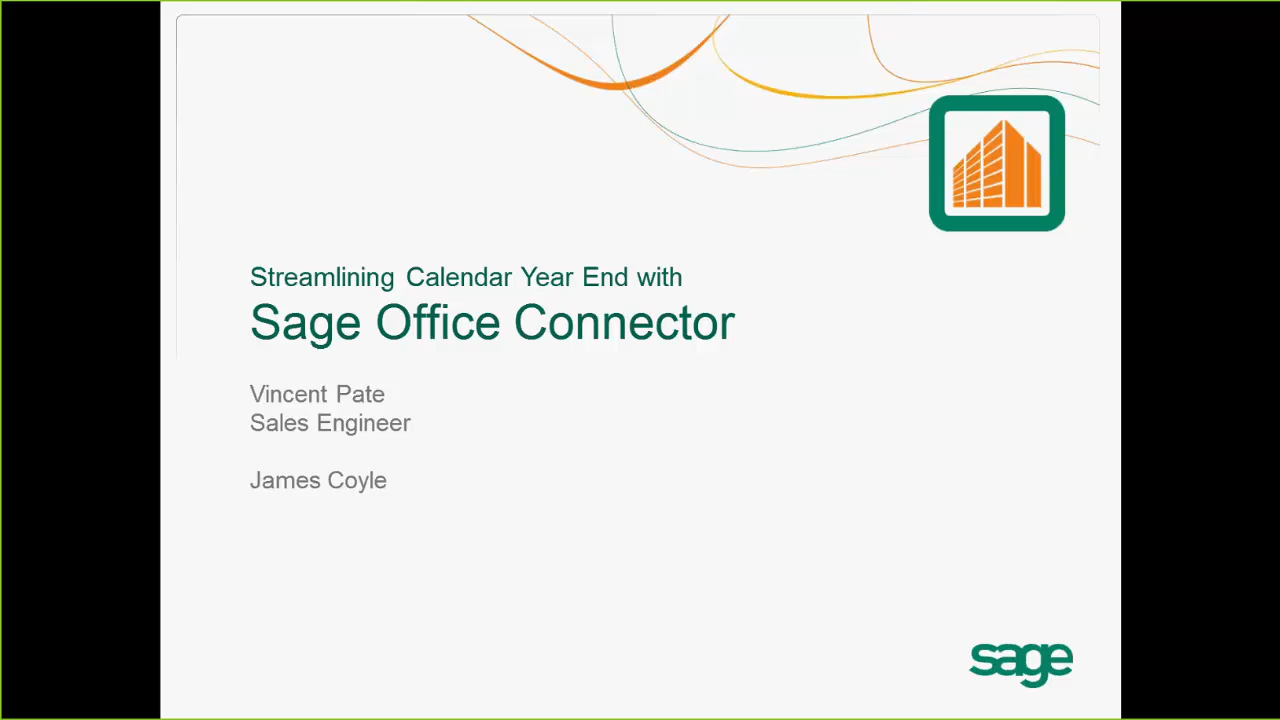 Streamlining Calendar Year End with
Sage Office Connector
Vincent Pate
Sales Engineer
James Coyle
sage